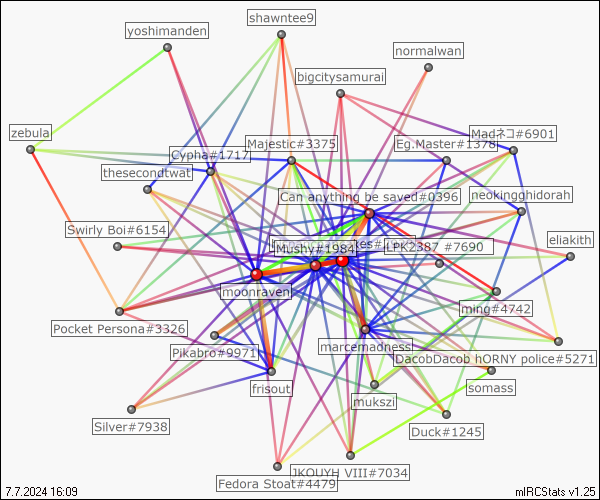 shawntee9
yoshimanden
normalwan
bigcitysamurai
zebula
Madネコ#6901
Majestic#3375
Eg.Master#1378
Cypha#1717
thesecondtwat
Can anything be saved#0396
neokingghidorah
Swirly Boi#6154
Mushy#1984
LPK2387_#7690
eliakith
moonraven
ming#4742
Pocket Persona#3326
marcemadness
Pikabro#9971
DacobDacob hORNY police#5271
frisout
mukszi
somass
Silver#7938
Duck#1245
JKOUYH VIII#7034
Fedora Stoat#4479
7.7.2024 16:09
mIRCStats v1.25